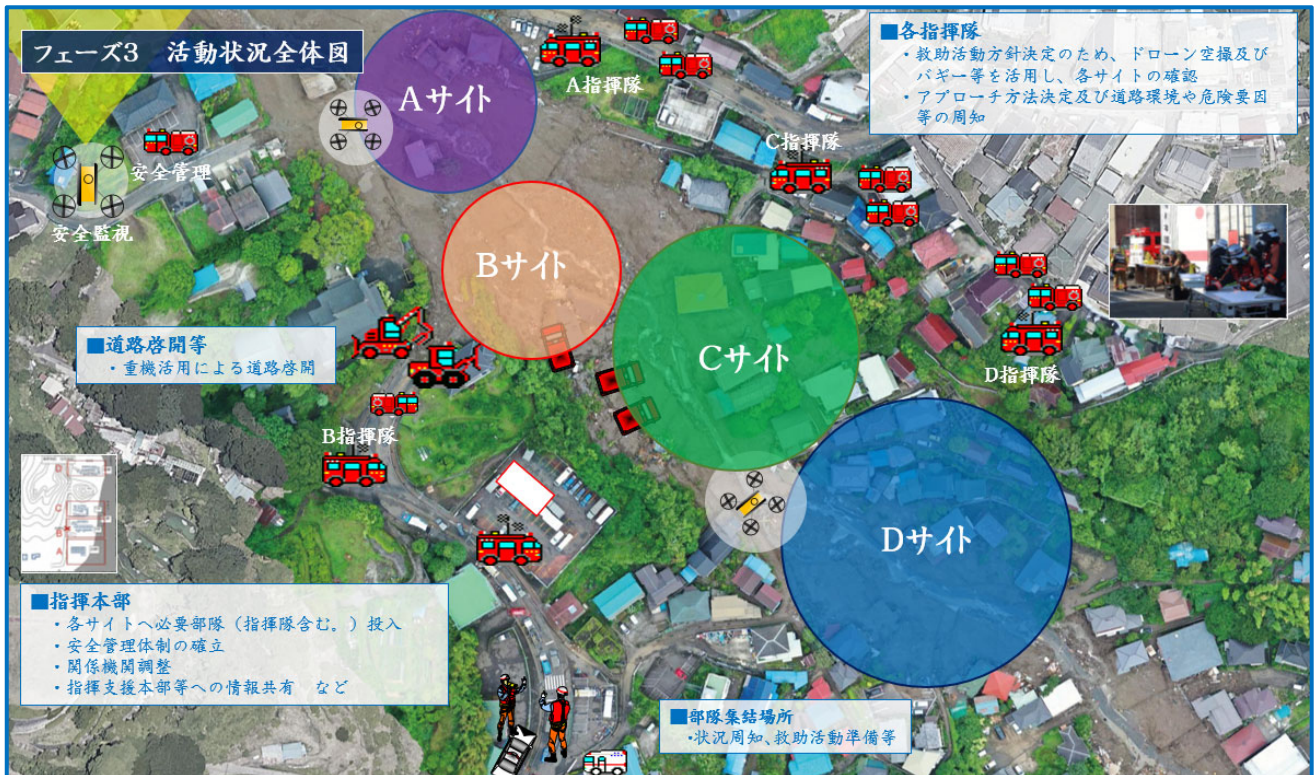 フェーズ3 活動状況全体図
Aサイト
A指揮隊
■各指揮隊
・救助活動方針決定のため、ドローン空撮及び
バギー等を活用し、各サイトの確認
・アプローチ方法決定及び道路環境や危険要因
等の周知
安全管理
安全監視
C指揮隊
Bサイト
■道路啓開等
・重機活用による道路啓開
Cサイト
D指揮隊
B指揮隊
Dサイト
■指揮本部
・各サイトへ必要部隊（指揮隊含む。）投入
・安全管理体制の確立
・関係機関調整
・指揮支援本部等への情報共有 など
■部隊集結場所
・状況周知、救助活動準備等